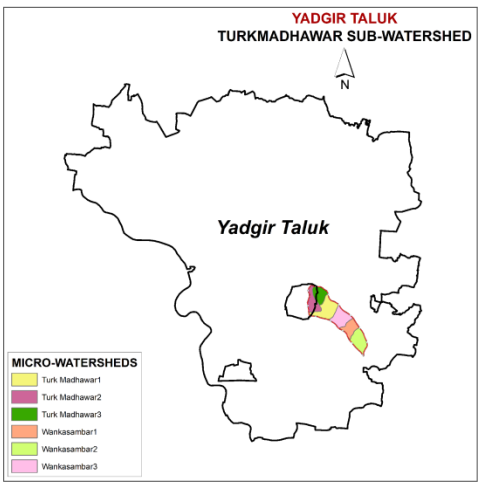 YADGIR TALUK
TURKMADHAWAR SUB-WATERSHED
N
Yadgir Taluk
MICRO-WATERSHEDS
Turk Madhawar1
Turk Madhawar2
Turk Madhawar3
Wankasambar1
Wankasambar2
Wankasambar3